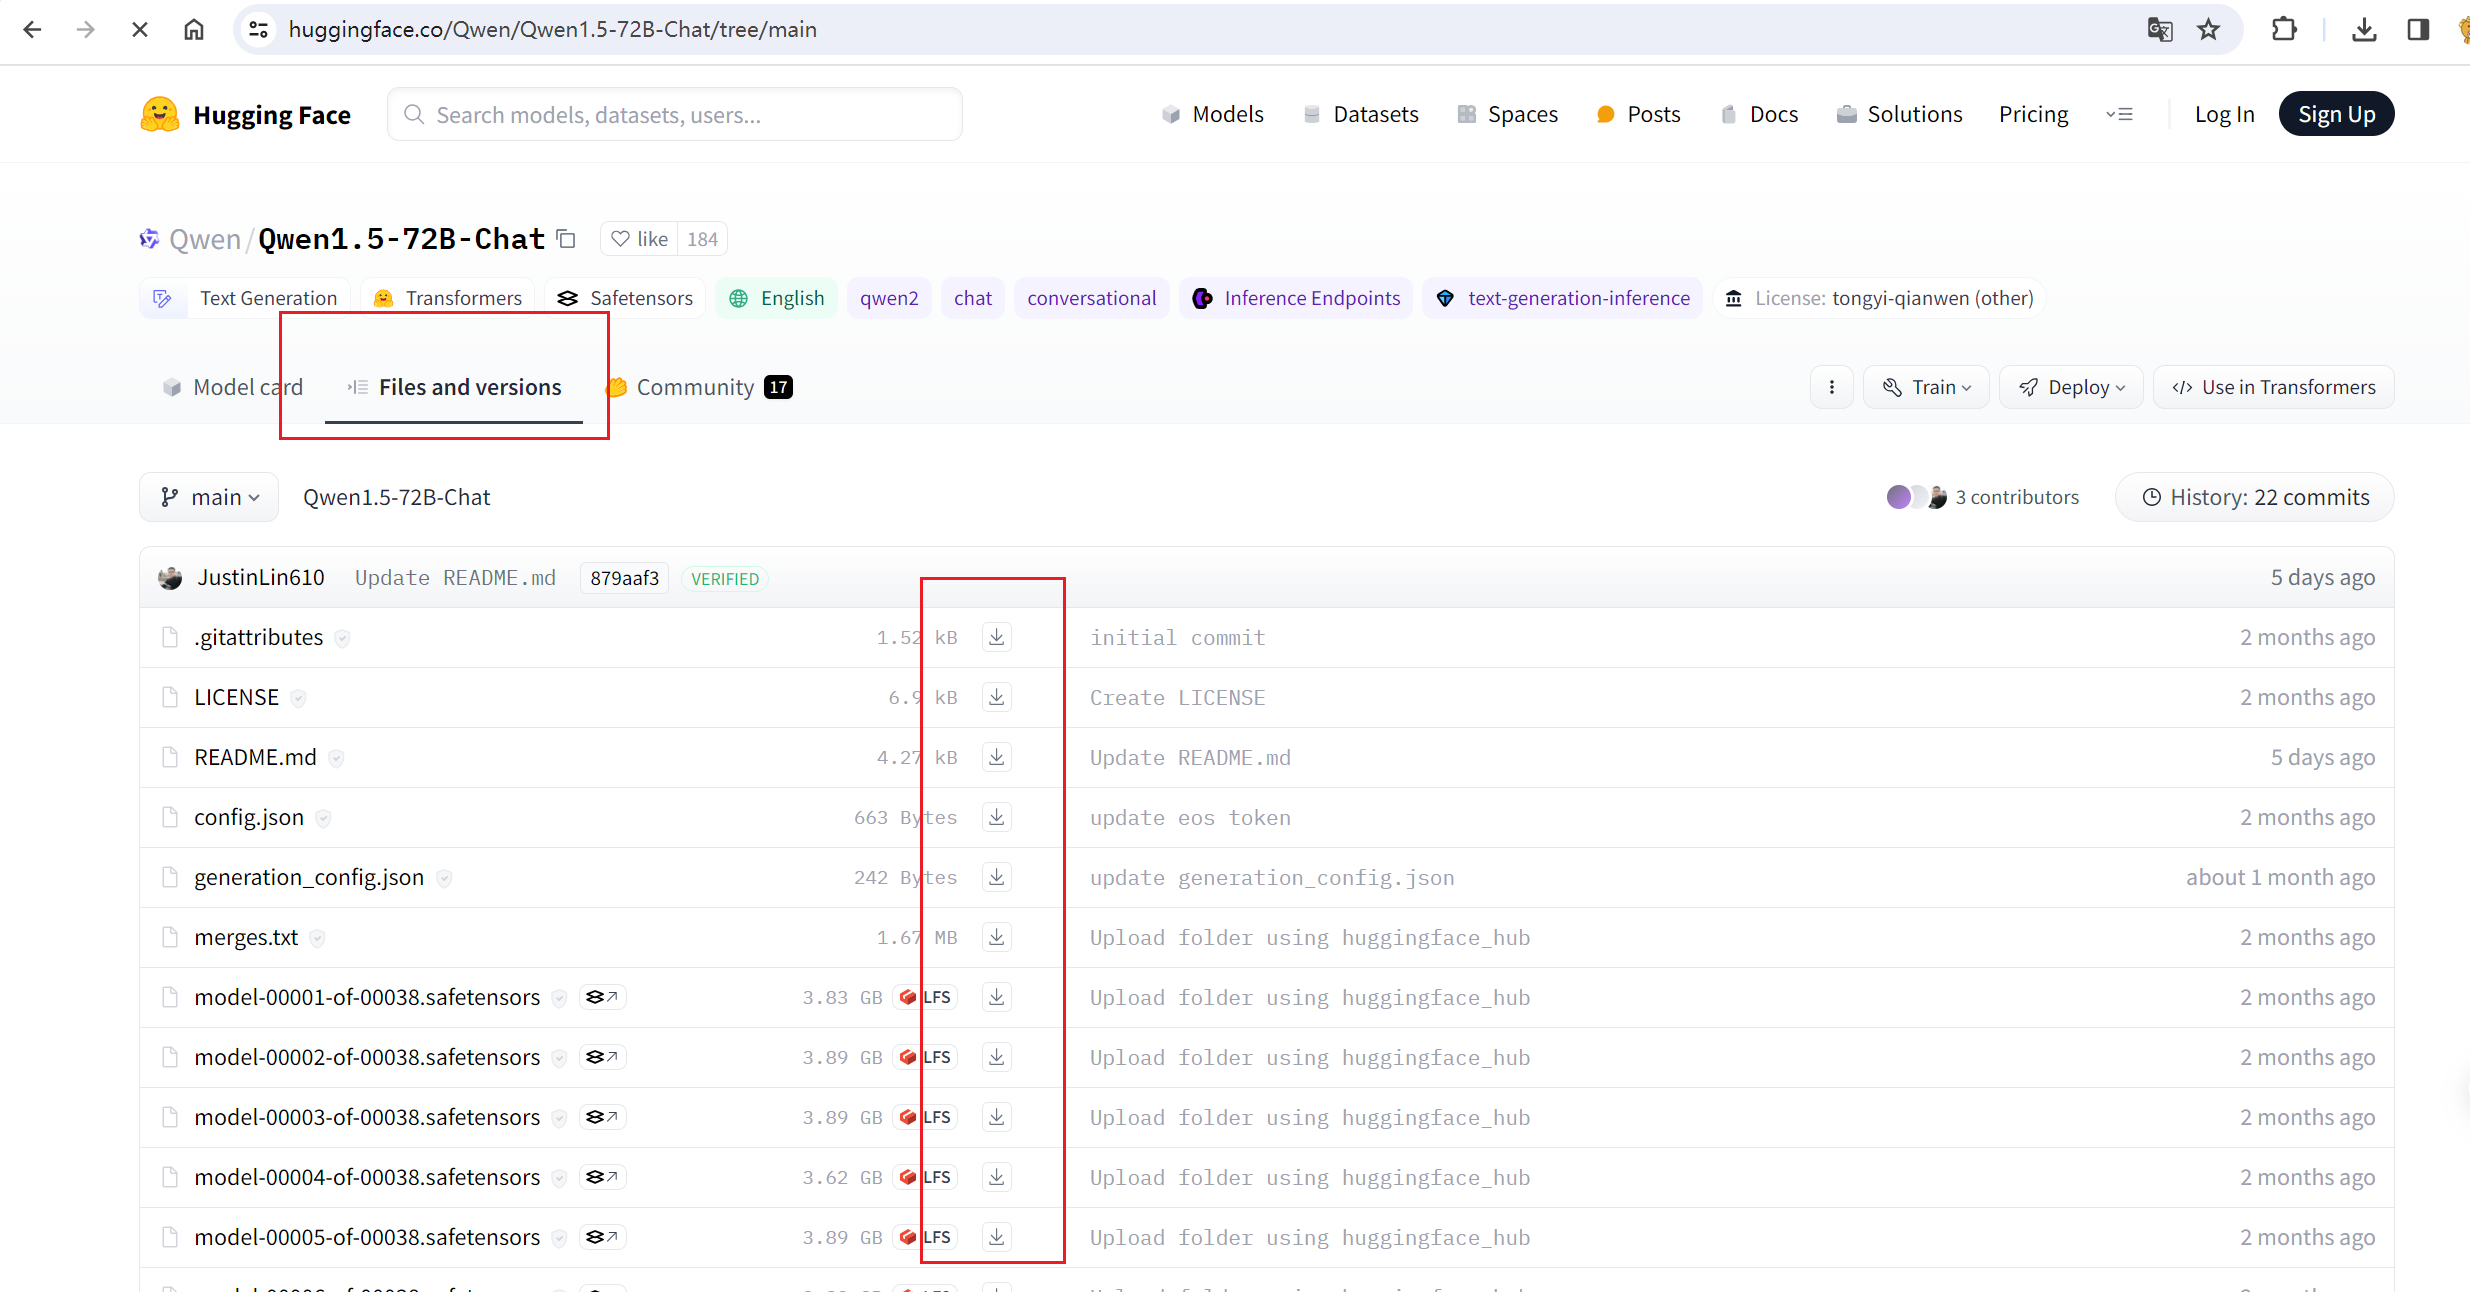 huggingface.co/Qwen/Qwen1.5-72B-Chat/tree/main
Hugging Face Search models, datasets, users... Models Datasets Spaces Posts Docs Solutions Pricing Log In Sign Up
Qwen/Qwen1.5-72B-Chat like 184
Text Generation Transformers Safetensors English qwen2 chat conversational Inference Endpoints text-generation-inference License: tongyi-qianwen (other)
Model card Files and versions Community 17 Train Deploy Use in Transformers
main Qwen1.5-72B-Chat 3 contributors History: 22 commits
JustinLin610 Update README.md 879aaf3 VERIFIED 5 days ago
.gitattributes 1.52 kB initial commit 2 months ago
LICENSE 6.9 kB Create LICENSE 2 months ago
README.md 4.27 kB Update README.md 5 days ago
config.json 663 Bytes update eos token 2 months ago
generation_config.json 242 Bytes update generation_config.json about 1 month ago
merges.txt 1.67 MB Upload folder using huggingface_hub 2 months ago
model-00001-of-00038.safetensors 3.83 GB LFS Upload folder using huggingface_hub 2 months ago
model-00002-of-00038.safetensors 3.89 GB LFS Upload folder using huggingface_hub 2 months ago
model-00003-of-00038.safetensors 3.89 GB LFS Upload folder using huggingface_hub 2 months ago
model-00004-of-00038.safetensors 3.62 GB LFS Upload folder using huggingface_hub 2 months ago
model-00005-of-00038.safetensors 3.89 GB LFS Upload folder using huggingface_hub 2 months ago